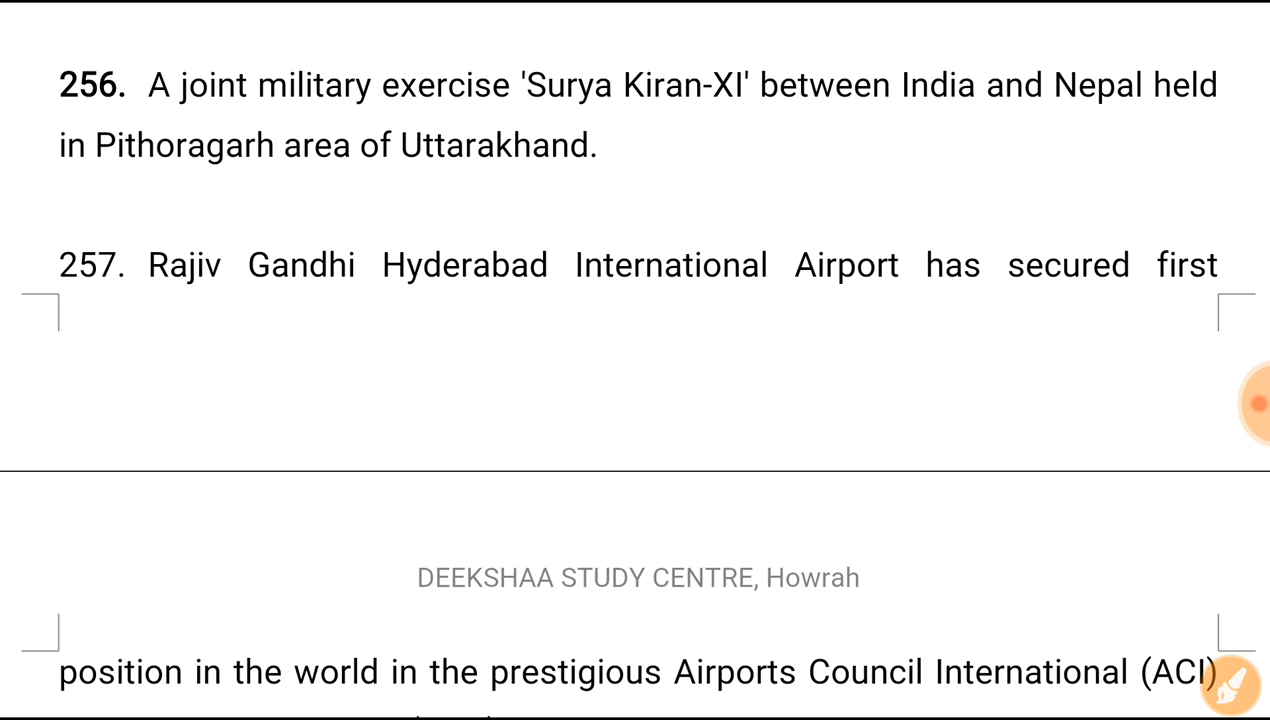 256. A joint military exercise 'Surya Kiran-XI' between India and Nepal held
in Pithoragarh area of Uttarakhand.
257. Rajiv Gandhi Hyderabad International Airport has secured first
DEEKSHAA STUDY CENTRE, Howrah
position in the world in the prestigious Airports Council International (ACI)